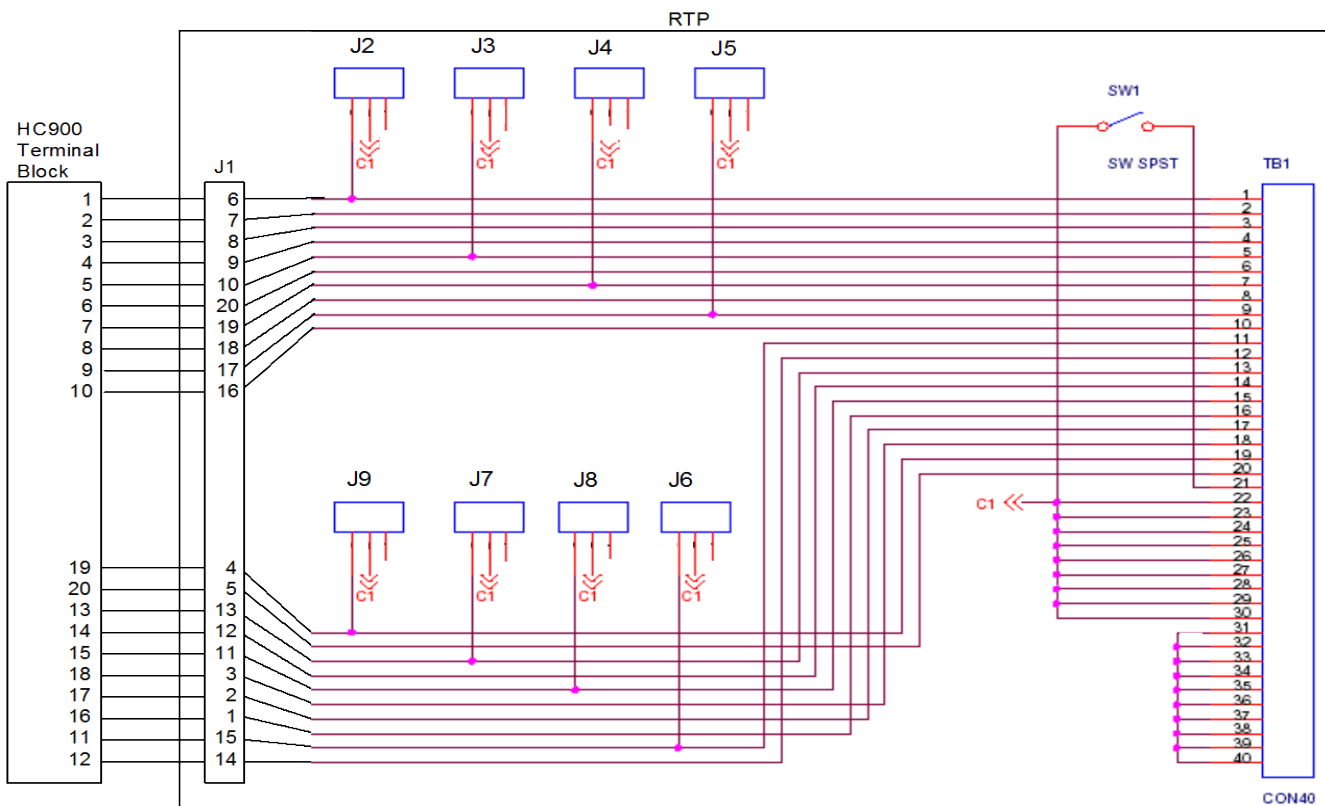 RTP
J2 J3 J4 J5
SW1
HC900
Terminal
Block
C1 C1 C1 C1
J1
SW SPST
TB1
1 6 1
2 7 2
3 8 3
4 9 4
5 10 5
6 20 6
7 19 7
8 18 8
9 17 9
10 16 10
11
12
13
14
15
16
17
18
19
20
21
J9 J7 J8 J6
C1
22
23
24
25
26
27
28
29
30
C1 C1 C1 C1
19 4
20 5
13 13
14 12
15 11
18 3
17 2
16 1
11 15
12 14
31
32
33
34
35
36
37
38
39
40
CON40